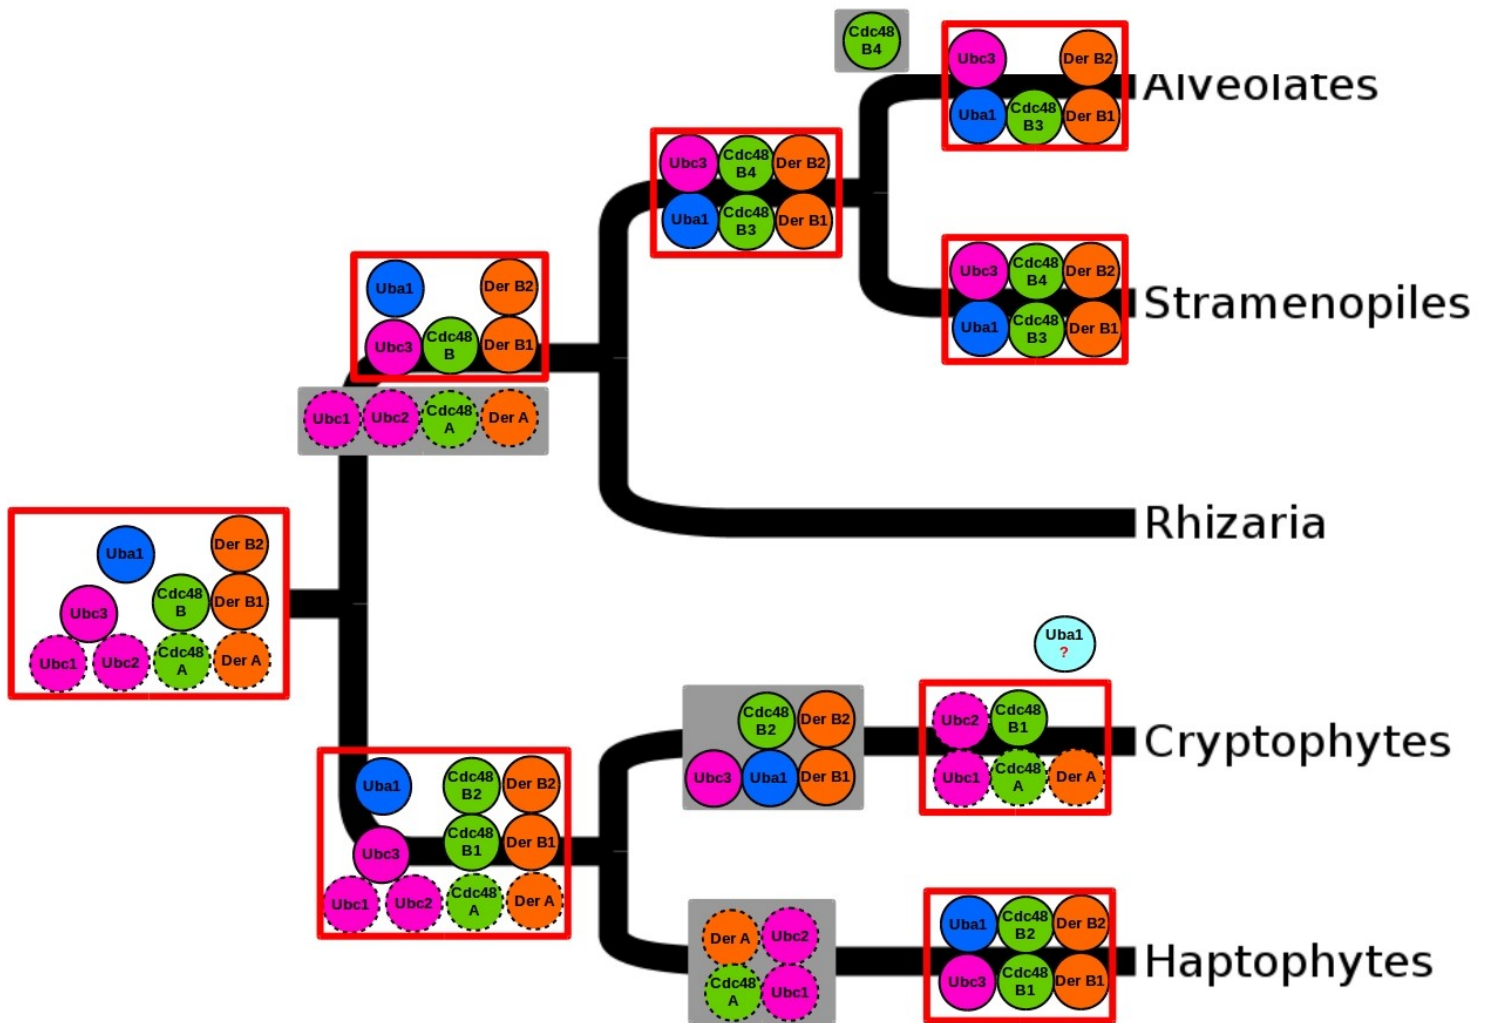 Cdc48
B4
Ubc3
Der B2
Uba1
Cdc48
B3
Der B1
Alveolates
Ubc3
Cdc48
B4
Der B2
Uba1
Cdc48
B3
Der B1
Ubc3
Cdc48
B4
Der B2
Uba1
Cdc48
B3
Der B1
Stramenopiles
Uba1
Der B2
Ubc3
Cdc48
B
Der B1
Ubc1
Ubc2
Cdc48
A
Der A
Rhizaria
Uba1
Der B2
Ubc3
Cdc48
B
Der B1
Ubc1
Ubc2
Cdc48
A
Der A
Uba1
?
Cdc48
B2
Der B2
Ubc3
Uba1
Der B1
Ubc2
Cdc48
B1
Ubc1
Cdc48
A
Der A
Cryptophytes
Uba1
Cdc48
B2
Der B2
Ubc3
Cdc48
B1
Der B1
Ubc1
Ubc2
Cdc48
A
Der A
Der A
Ubc2
Cdc48
A
Ubc1
Uba1
Cdc48
B2
Der B2
Ubc3
Cdc48
B1
Der B1
Haptophytes